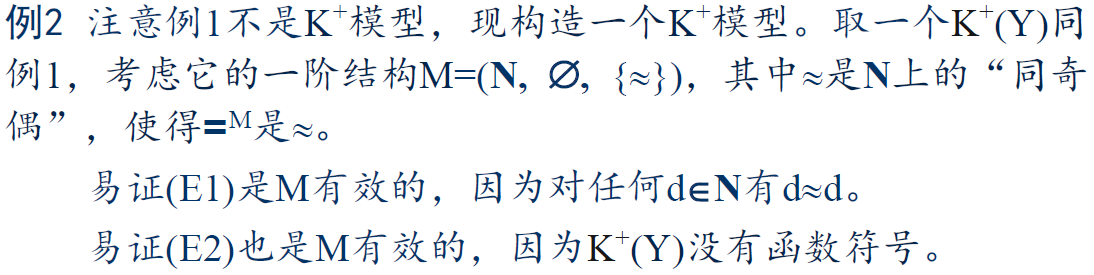 例2 注意例1不是K⁺模型，现构造一个K⁺模型。取一个K⁺(Y)同
例1，考虑它的一阶结构M=(N, ∅, {≈})，其中≈是N上的“同奇
偶”，使得=ᴹ是≈。
易证(E1)是M有效的，因为对任何d∈N有d≈d。
易证(E2)也是M有效的，因为K⁺(Y)没有函数符号。